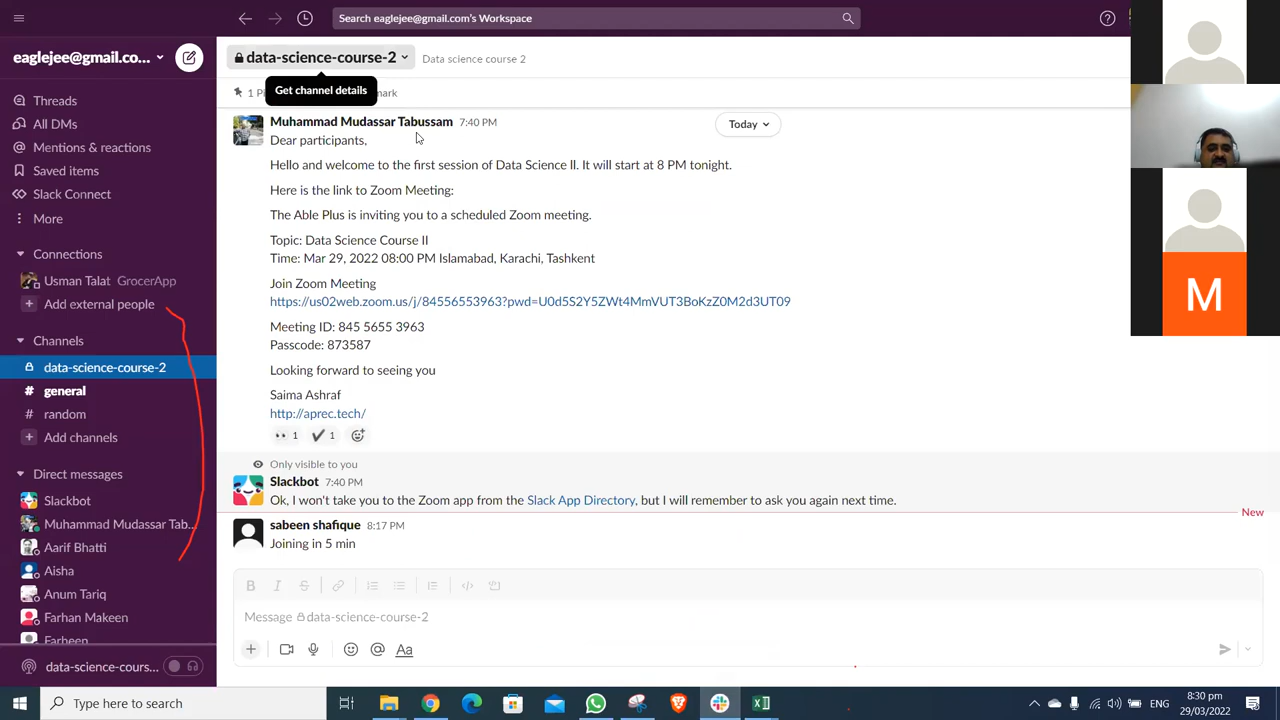 Search eaglejee@gmail.com's Workspace
eaglejee@gmail.co...
data-science-course-2
Data science course 2
Get channel details
1 Pi
mark
Threads
All DMs
Mentions & reactions
Saved items
Slack Connect
More
Connections
Usman Talat GrocerApp
Add external people
Channels
data-science-course-2
# general
# random
Add channels
Direct messages
Slackbot
Muhammad Mudassar Tab...
Aarif Bhatti
Aisha
Anum Tariq
Farhan Makeen
Farheen
data-science-cours...
Muhammad Mudassar Tabussam 7:40 PM
Today
Dear participants,
Hello and welcome to the first session of Data Science II. It will start at 8 PM tonight.
Here is the link to Zoom Meeting:
The Able Plus is inviting you to a scheduled Zoom meeting.
Topic: Data Science Course II
Time: Mar 29, 2022 08:00 PM Islamabad, Karachi, Tashkent
Join Zoom Meeting
https://us02web.zoom.us/j/84556553963?pwd=U0d5S2Y5ZWt4MmVUT3BoKzZ0M2d3UT09
Meeting ID: 845 5655 3963
Passcode: 873587
Looking forward to seeing you
Saima Ashraf
http://aprec.tech/
1 1
Only visible to you
Slackbot 7:40 PM
Ok, I won't take you to the Zoom app from the Slack App Directory, but I will remember to ask you again next time.
New
sabeen shafique 8:17 PM
Joining in 5 min
B I S
Message data-science-course-2
Aa
M
Type here to search
8:30 pm
29/03/2022